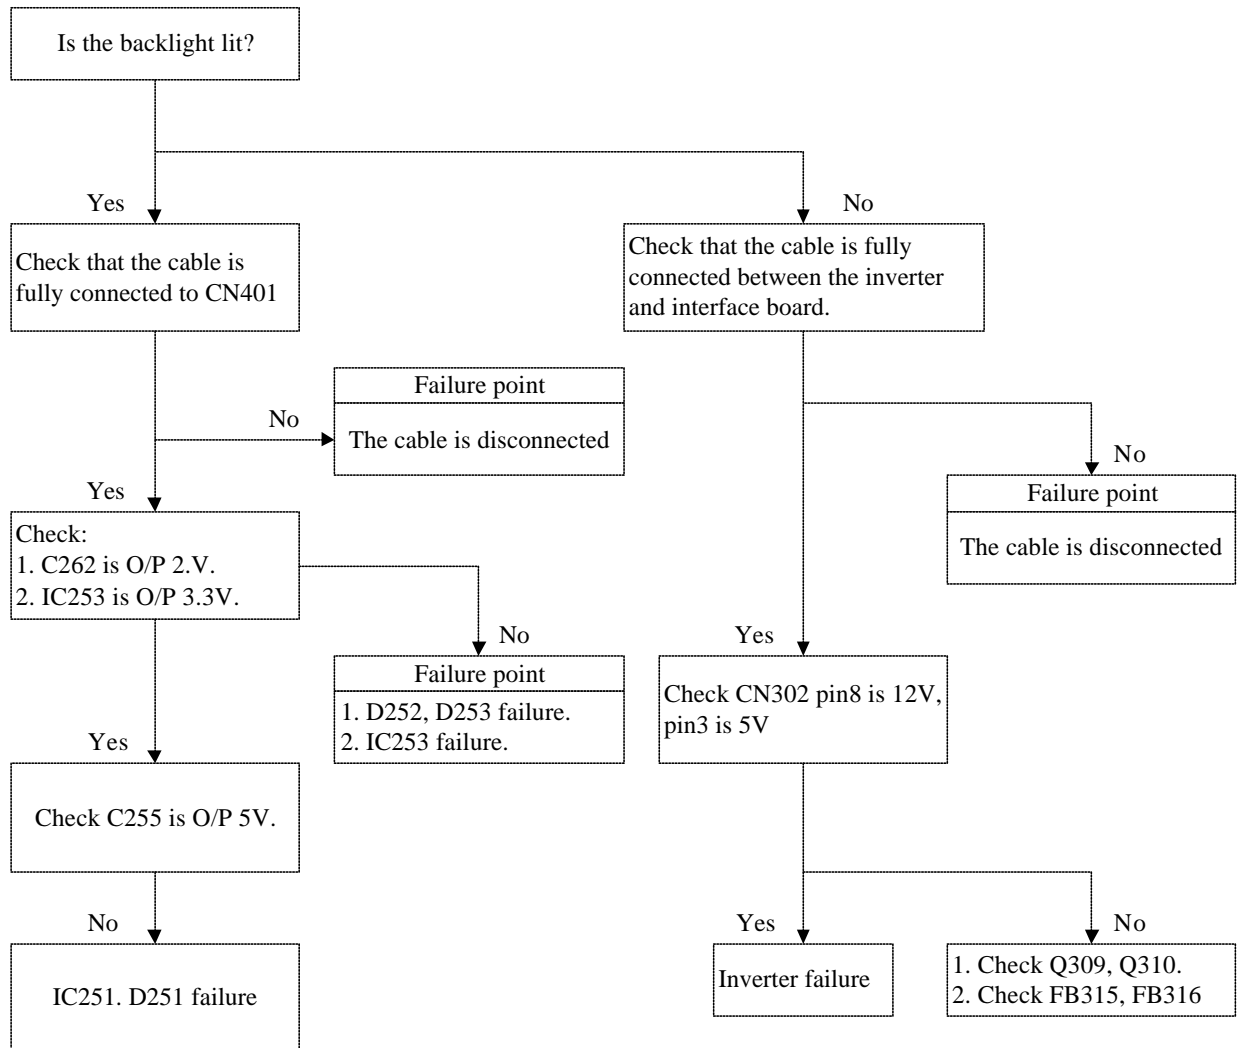 Is the backlight lit?
Yes
No
Check that the cable is
fully connected to CN401
Check that the cable is fully
connected between the inverter
and interface board.
Failure point
No
The cable is disconnected
No
Failure point
The cable is disconnected
Yes
Check:
1. C262 is O/P 2.V.
2. IC253 is O/P 3.3V.
No
Failure point
1. D252, D253 failure.
2. IC253 failure.
Yes
Check CN302 pin8 is 12V,
pin3 is 5V
Yes
Check C255 is O/P 5V.
No
IC251. D251 failure
Yes
Inverter failure
No
1. Check Q309, Q310.
2. Check FB315, FB316